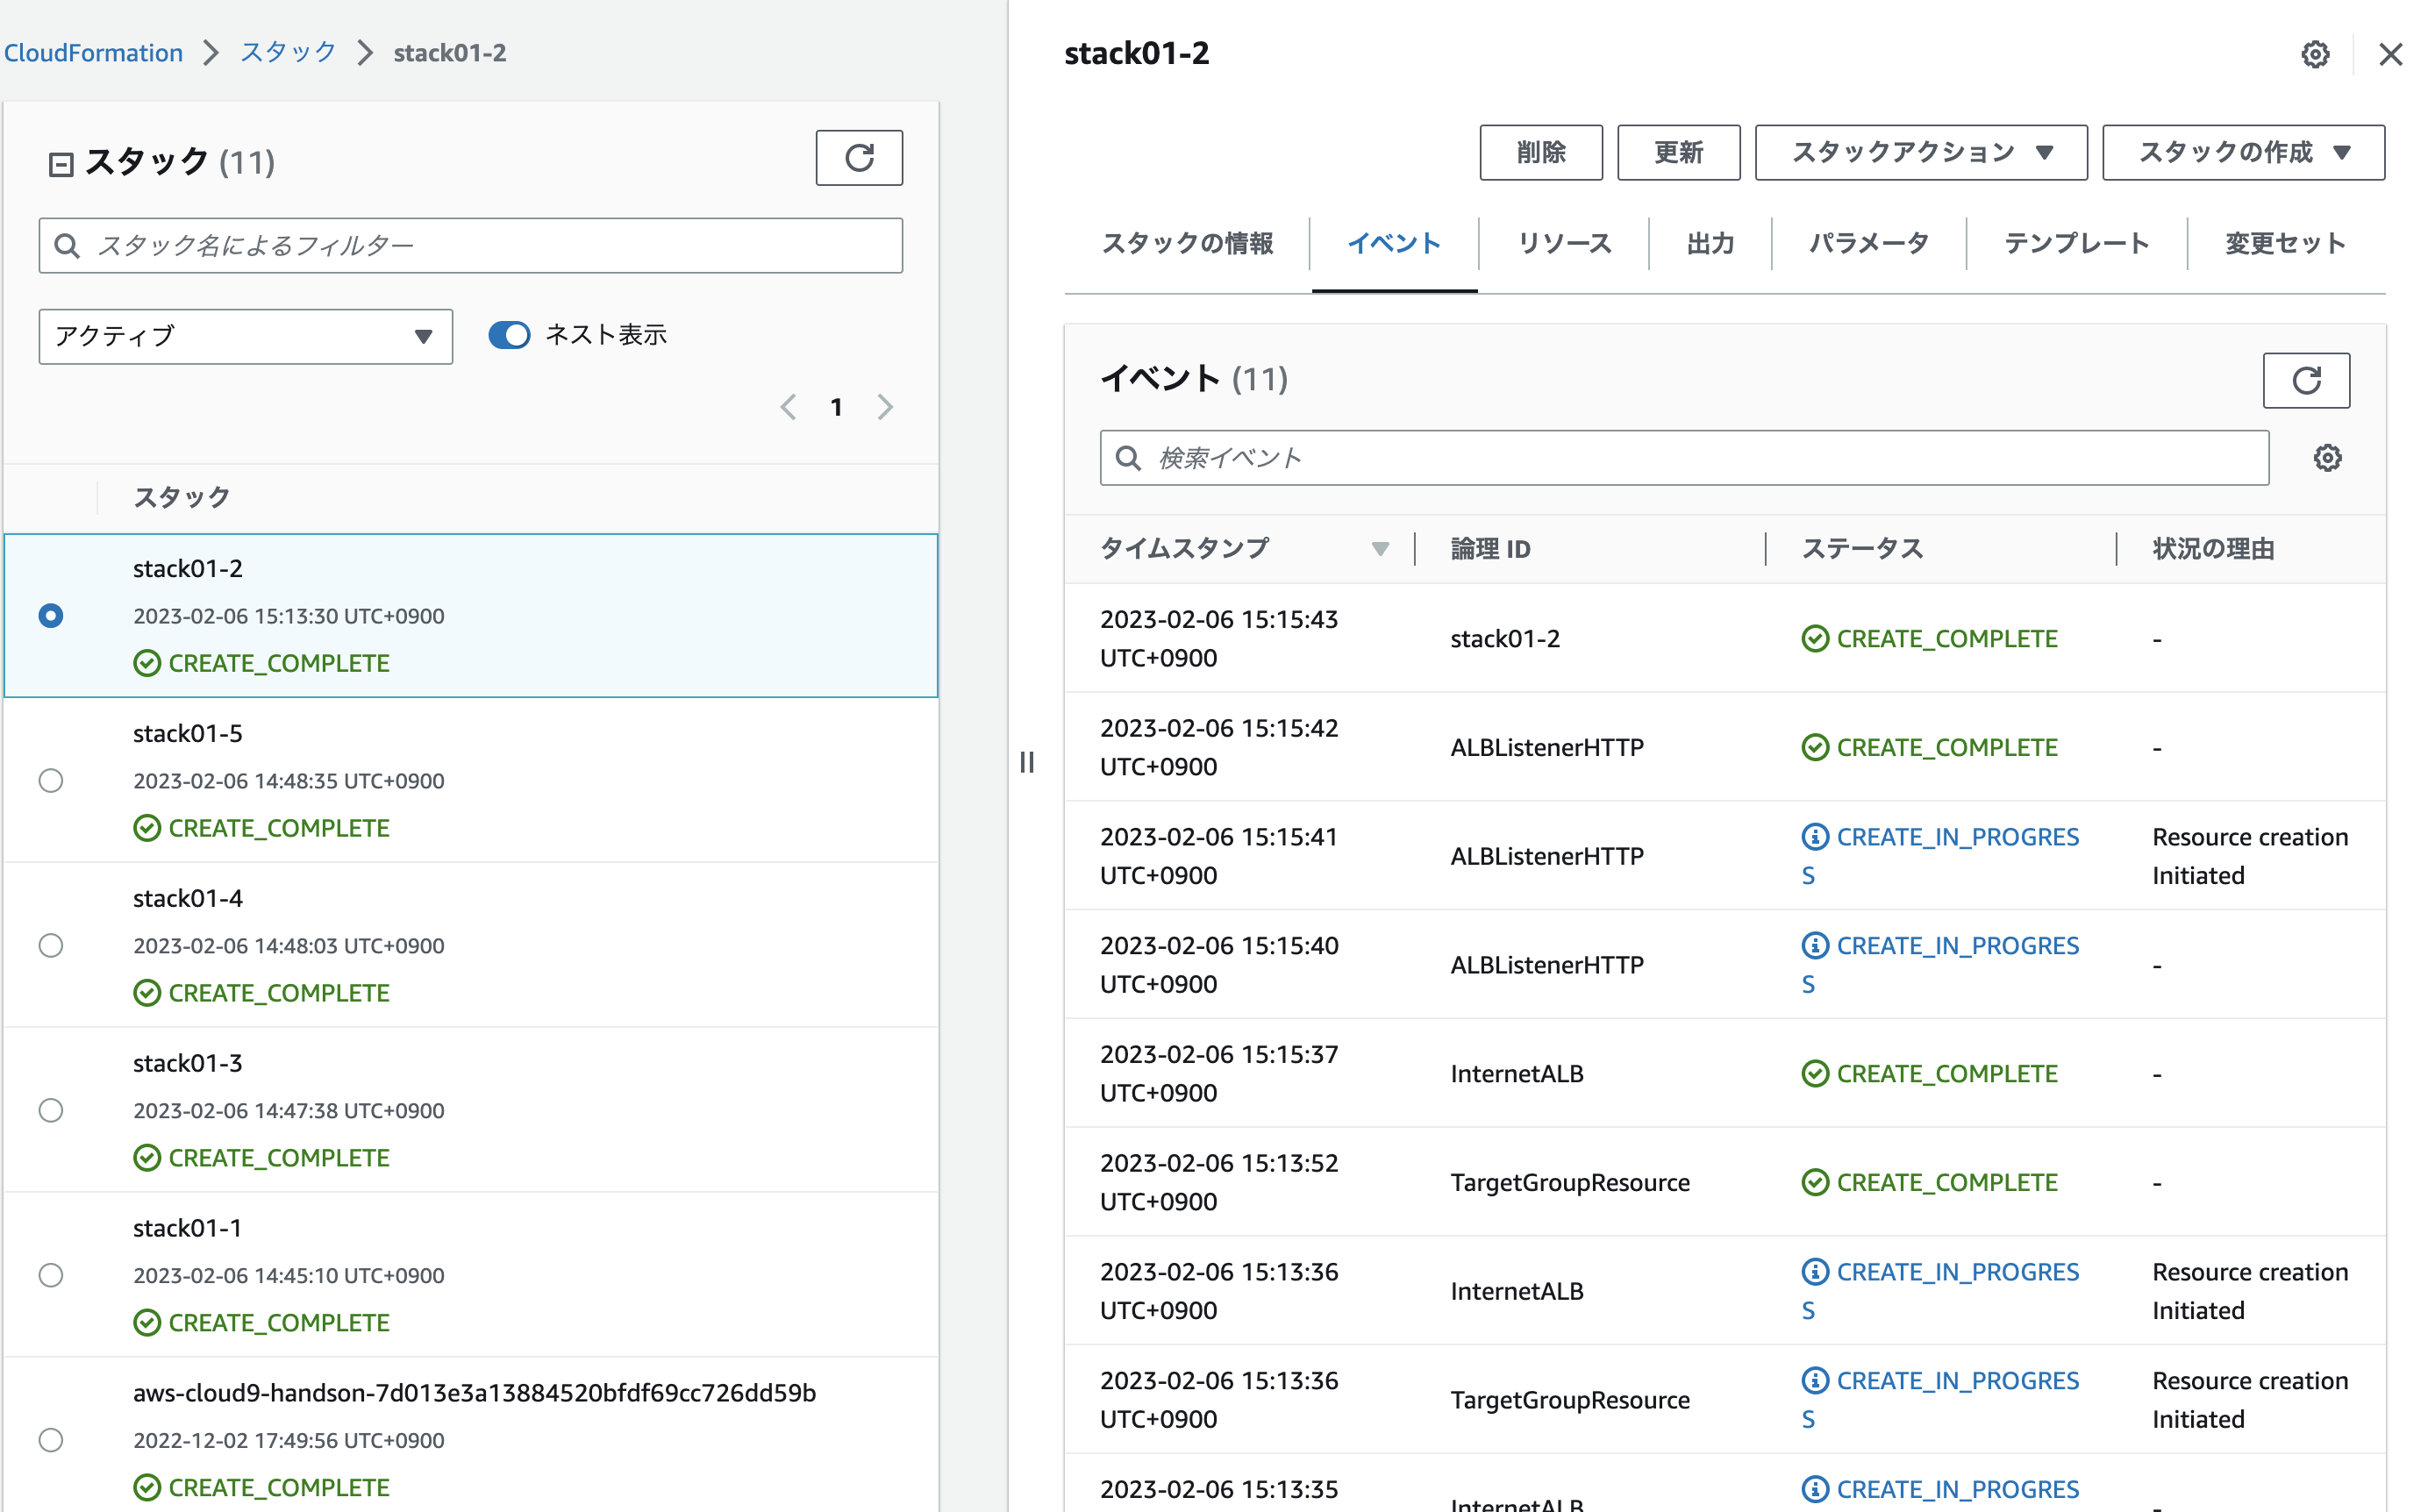 CloudFormation > スタック > stack01-2
スタック (11)
スタック名によるフィルター
アクティブ
ネスト表示
1
スタック
stack01-2
2023-02-06 15:13:30 UTC+0900
CREATE_COMPLETE
stack01-5
2023-02-06 14:48:35 UTC+0900
CREATE_COMPLETE
stack01-4
2023-02-06 14:48:03 UTC+0900
CREATE_COMPLETE
stack01-3
2023-02-06 14:47:38 UTC+0900
CREATE_COMPLETE
stack01-1
2023-02-06 14:45:10 UTC+0900
CREATE_COMPLETE
aws-cloud9-handson-7d013e3a13884520bfdf69cc726dd59b
2022-12-02 17:49:56 UTC+0900
CREATE_COMPLETE
stack01-2
削除 更新 スタックアクション スタックの作成
スタックの情報 イベント リソース 出力 パラメータ テンプレート 変更セット
イベント (11)
検索イベント
タイムスタンプ 論理 ID ステータス 状況の理由
2023-02-06 15:15:43
UTC+0900
stack01-2
CREATE_COMPLETE
-
2023-02-06 15:15:42
UTC+0900
ALBListenerHTTP
CREATE_COMPLETE
-
2023-02-06 15:15:41
UTC+0900
ALBListenerHTTP
CREATE_IN_PROGRES
S
Resource creation
Initiated
2023-02-06 15:15:40
UTC+0900
ALBListenerHTTP
CREATE_IN_PROGRES
S
-
2023-02-06 15:15:37
UTC+0900
InternetALB
CREATE_COMPLETE
-
2023-02-06 15:13:52
UTC+0900
TargetGroupResource
CREATE_COMPLETE
-
2023-02-06 15:13:36
UTC+0900
InternetALB
CREATE_IN_PROGRES
S
Resource creation
Initiated
2023-02-06 15:13:36
UTC+0900
TargetGroupResource
CREATE_IN_PROGRES
S
Resource creation
Initiated
2023-02-06 15:13:35
InternetALB
CREATE_IN_PROGRES
-